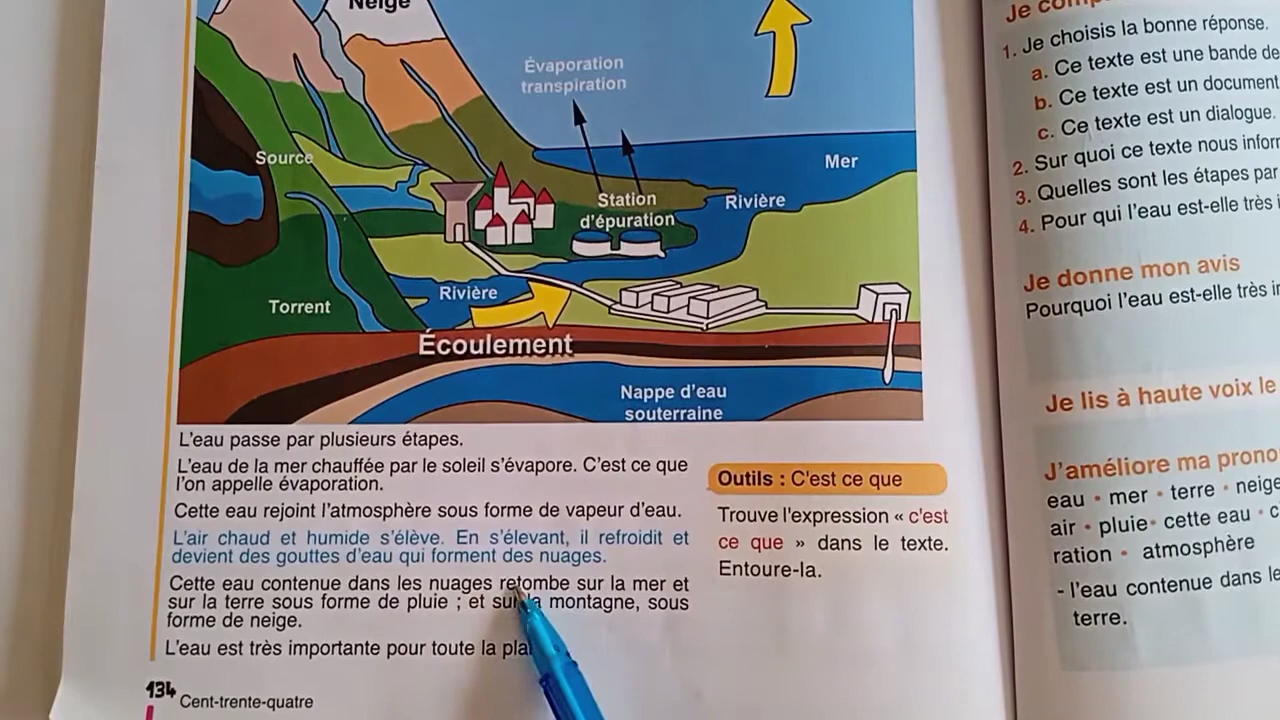 Neige
Évaporation
transpiration
Source
Mer
Station
d'épuration
Rivière
Rivière
Torrent
Écoulement
Nappe d'eau
souterraine
L'eau passe par plusieurs étapes.
L'eau de la mer chauffée par le soleil s'évapore. C'est ce que
l'on appelle évaporation.
Cette eau rejoint l'atmosphère sous forme de vapeur d'eau.
L'air chaud et humide s'élève. En s'élevant, il refroidit et
devient des gouttes d'eau qui forment des nuages.
Cette eau contenue dans les nuages retombe sur la mer et
sur la terre sous forme de pluie ; et sur la montagne, sous
forme de neige.
L'eau est très importante pour toute la
134
Cent-trente-quatre
Outils : C'est ce que
Trouve l'expression « c'est
ce que » dans le texte.
Entoure-la.
Je
1. Je choisis la bonne réponse.
a. Ce texte est une bande de
b. Ce texte est un document
c. Ce texte est un dialogue.
2. Sur quoi ce texte nous
3. Quelles sont les étapes par
4. Pour qui l'eau est-elle très
Je donne mon avis
Pourquoi l'eau est-elle très
Je lis à haute voix le
J'améliore ma
eau • mer • terre • neige
air • pluie • cette eau •
ration • atmosphère
- l'eau contenue dans
terre.